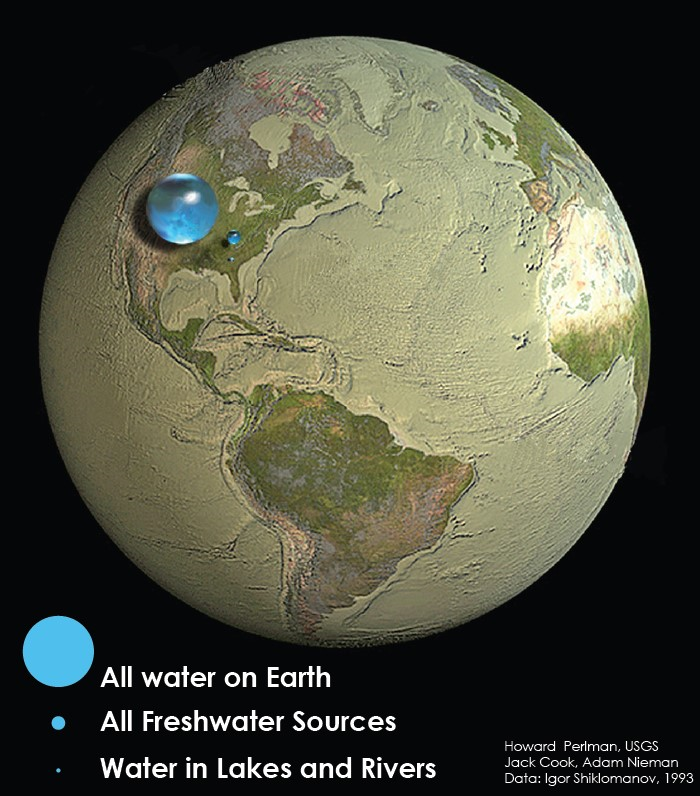 All water on Earth
All Freshwater Sources
Water in Lakes and Rivers
Howard Perlman, USGS
Jack Cook, Adam Nieman
Data: Igor Shiklomanov, 1993